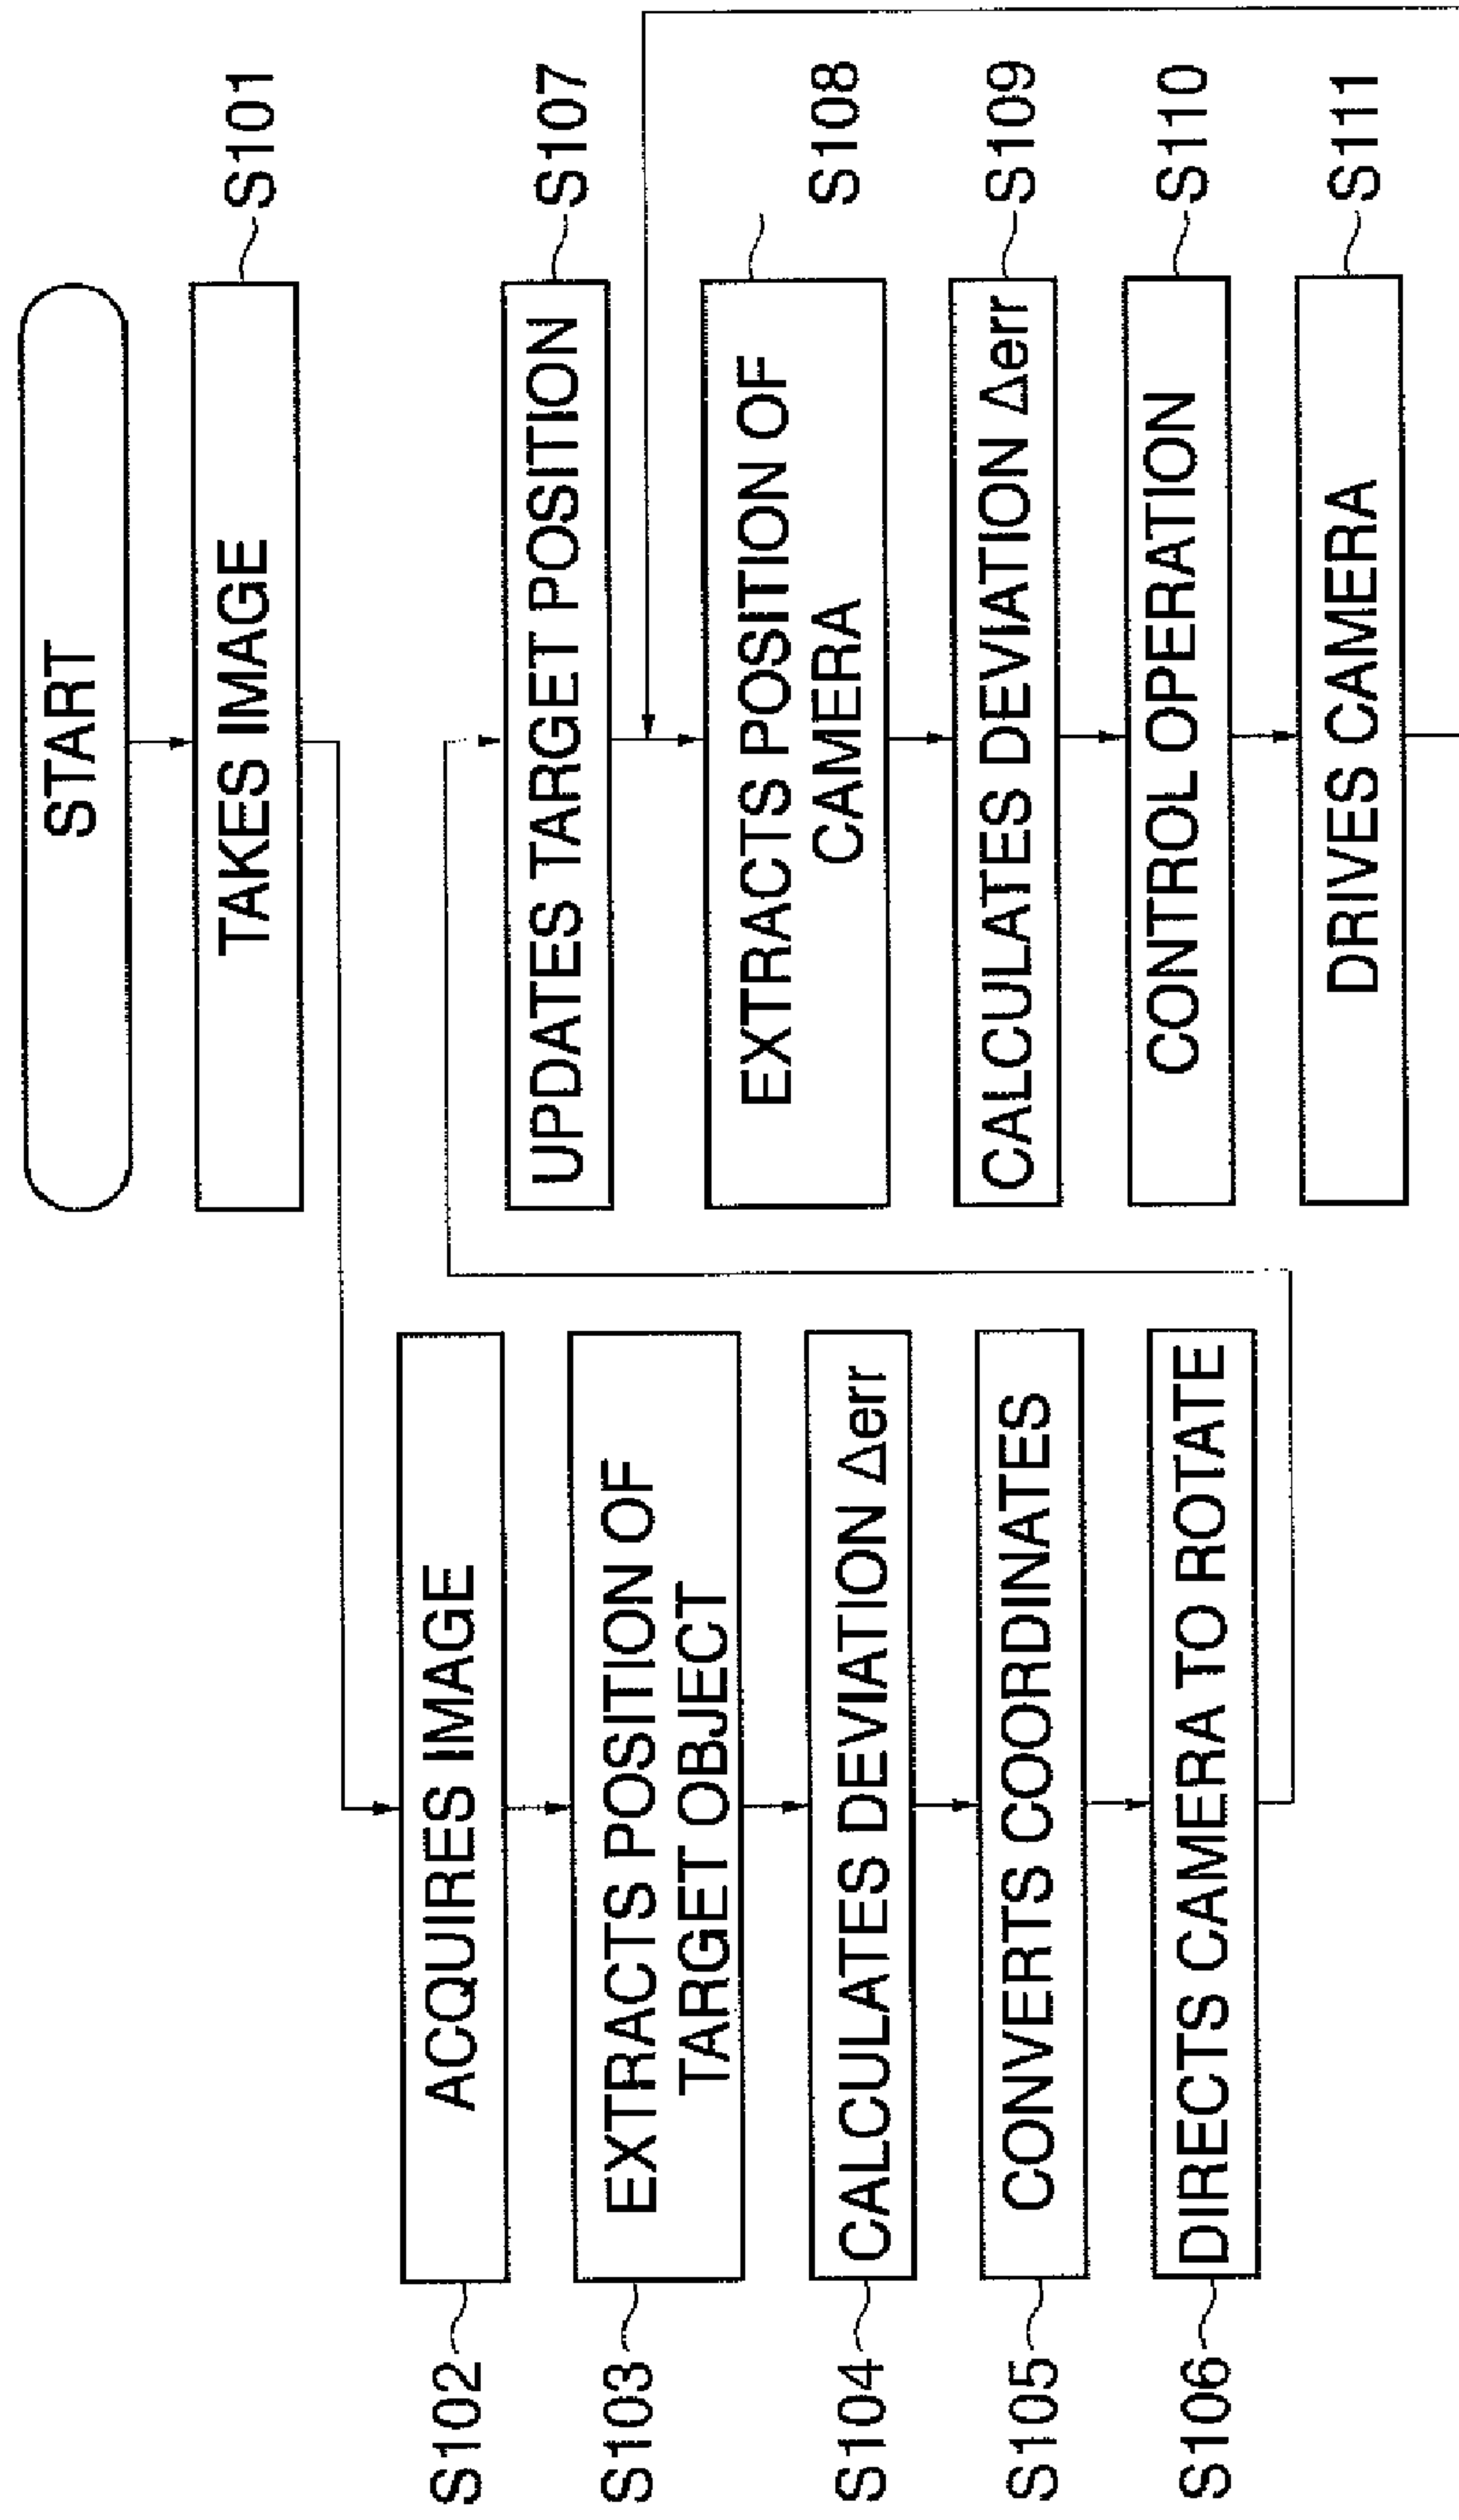 START
TAKES IMAGE
S101
ACQUIRES IMAGE
S102
EXTRACTS POSITION OF
TARGET OBJECT
S103
CALCULATES DEVIATION Δerr
S104
CONVERTS COORDINATES
S105
DIRECTS CAMERA TO ROTATE
S106
UPDATES TARGET POSITION
S107
EXTRACTS POSITION OF
CAMERA
S108
CALCULATES DEVIATION Δerr
S109
CONTROL OPERATION
S110
DRIVES CAMERA
S111